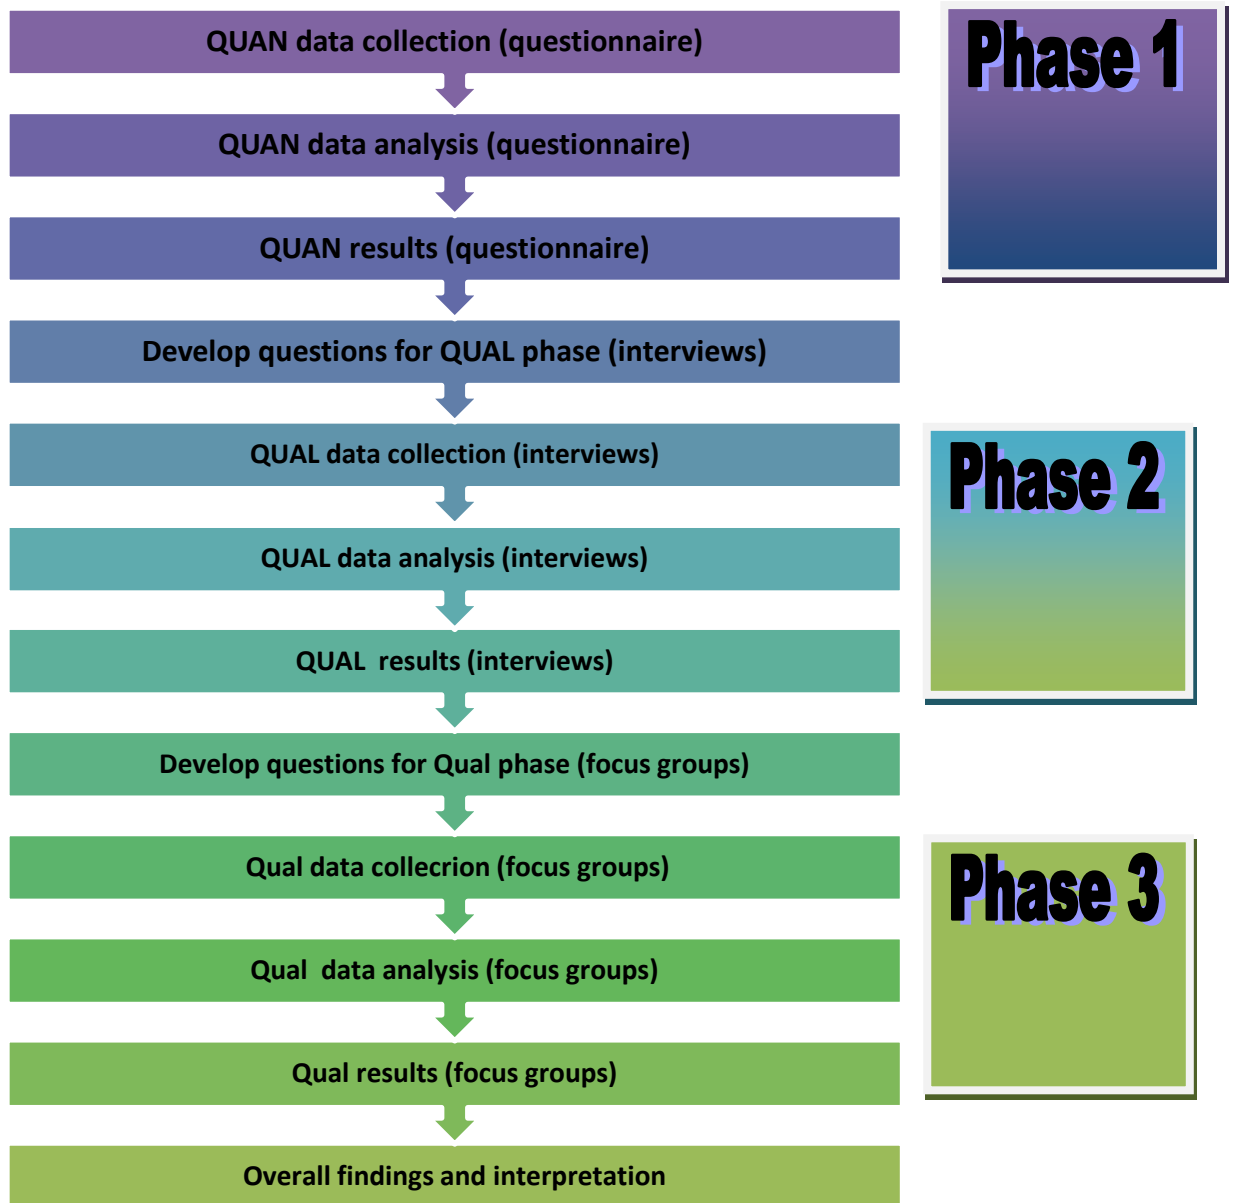 QUAN data collection (questionnaire)
Phase 1
QUAN data analysis (questionnaire)
QUAN results (questionnaire)
Develop questions for QUAL phase (interviews)
QUAL data collection (interviews)
Phase 2
QUAL data analysis (interviews)
QUAL  results (interviews)
Develop questions for Qual phase (focus groups)
Qual data collecrion (focus groups)
Phase 3
Qual  data analysis (focus groups)
Qual results (focus groups)
Overall findings and interpretation